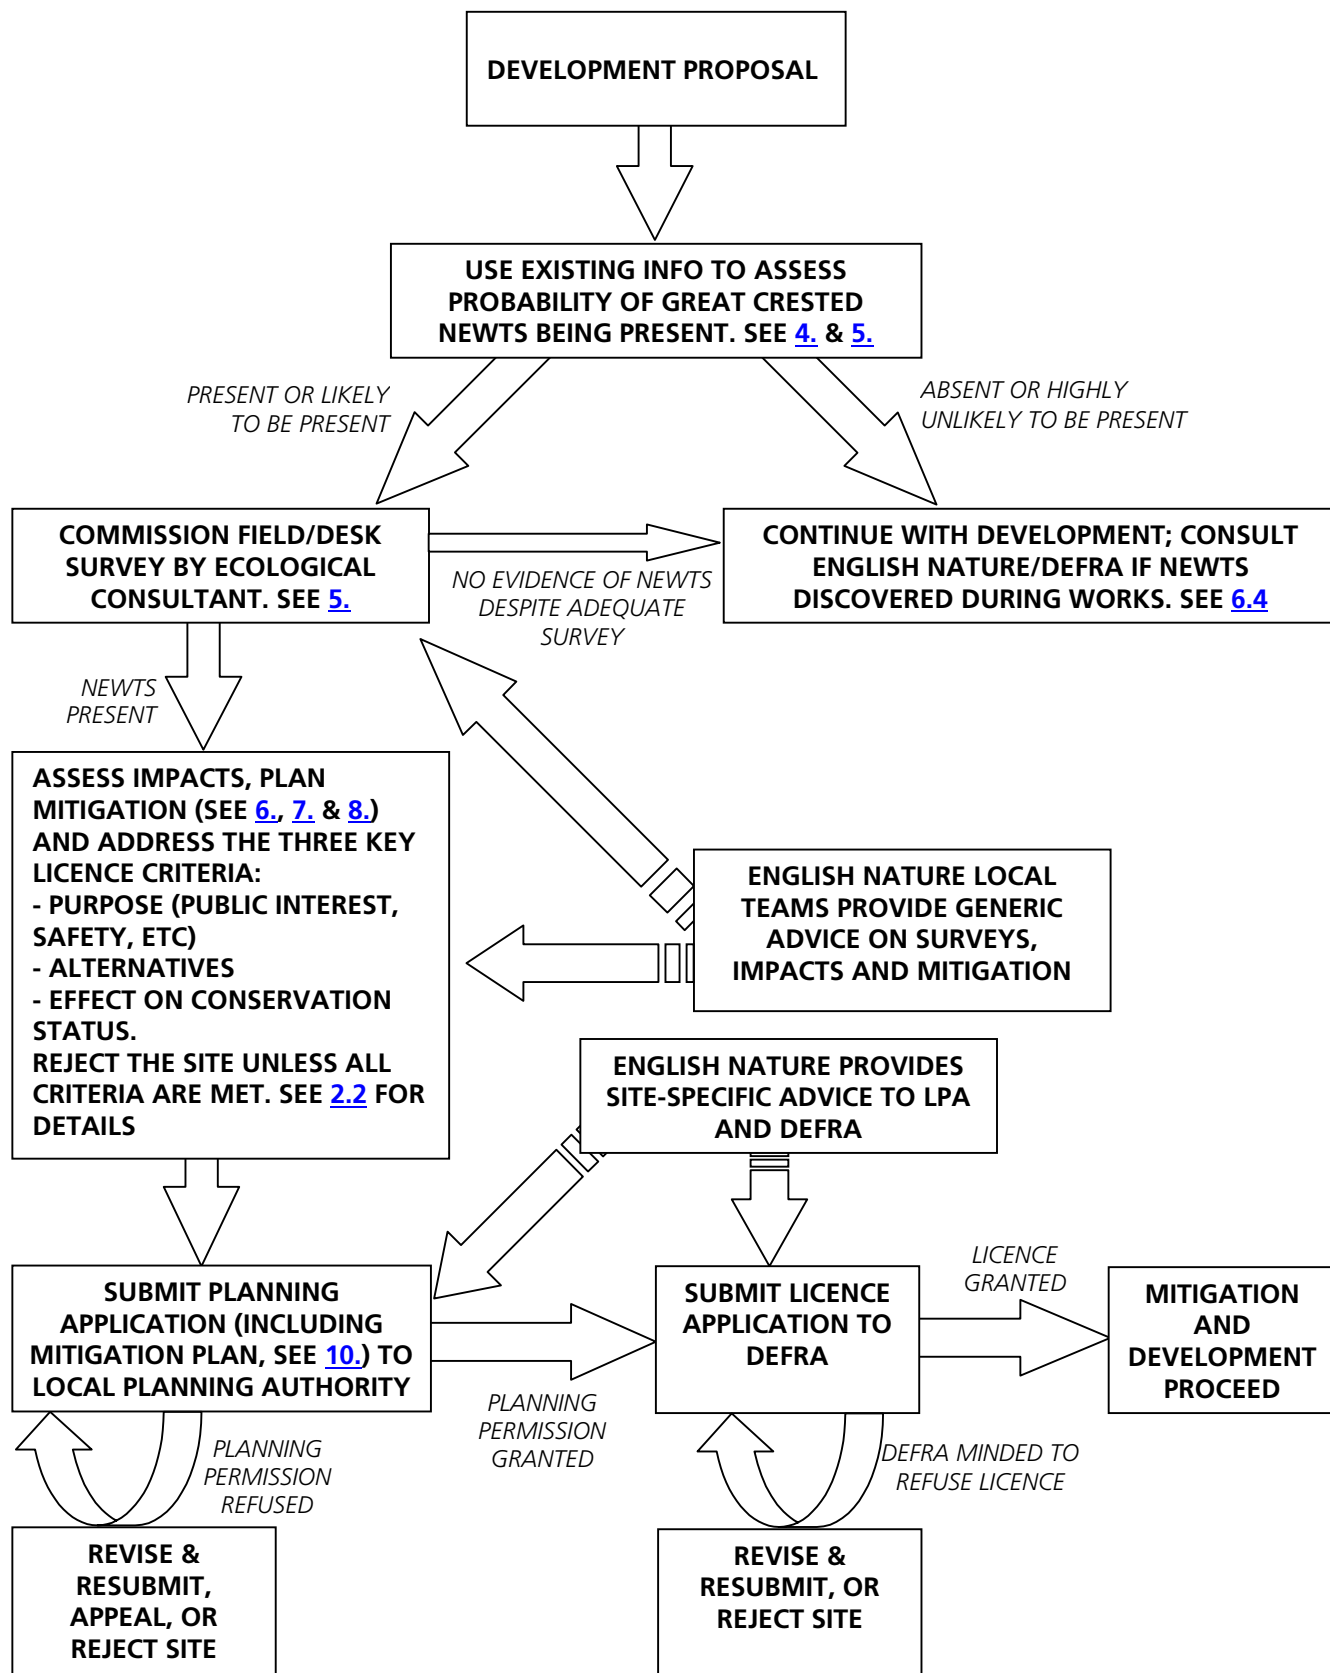 DEVELOPMENT PROPOSAL
USE EXISTING INFO TO ASSESS
PROBABILITY OF GREAT CRESTED
NEWTS BEING PRESENT. SEE 4. & 5.
PRESENT OR LIKELY
TO BE PRESENT
ABSENT OR HIGHLY
UNLIKELY TO BE PRESENT
COMMISSION FIELD/DESK
SURVEY BY ECOLOGICAL
CONSULTANT. SEE 5.
NO EVIDENCE OF NEWTS
DESPITE ADEQUATE
SURVEY
CONTINUE WITH DEVELOPMENT; CONSULT
ENGLISH NATURE/DEFRA IF NEWTS
DISCOVERED DURING WORKS. SEE 6.4
NEWTS
PRESENT
ASSESS IMPACTS, PLAN
MITIGATION (SEE 6., 7. & 8.)
AND ADDRESS THE THREE KEY
LICENCE CRITERIA:
- PURPOSE (PUBLIC INTEREST,
SAFETY, ETC)
- ALTERNATIVES
- EFFECT ON CONSERVATION
STATUS.
REJECT THE SITE UNLESS ALL
CRITERIA ARE MET. SEE 2.2 FOR
DETAILS
ENGLISH NATURE LOCAL
TEAMS PROVIDE GENERIC
ADVICE ON SURVEYS,
IMPACTS AND MITIGATION
ENGLISH NATURE PROVIDES
SITE-SPECIFIC ADVICE TO LPA
AND DEFRA
SUBMIT PLANNING
APPLICATION (INCLUDING
MITIGATION PLAN, SEE 10.) TO
LOCAL PLANNING AUTHORITY
PLANNING
PERMISSION
GRANTED
SUBMIT LICENCE
APPLICATION TO
DEFRA
LICENCE
GRANTED
MITIGATION
AND
DEVELOPMENT
PROCEED
PLANNING
PERMISSION
REFUSED
DEFRA MINDED TO
REFUSE LICENCE
REVISE &
RESUBMIT,
APPEAL, OR
REJECT SITE
REVISE &
RESUBMIT, OR
REJECT SITE